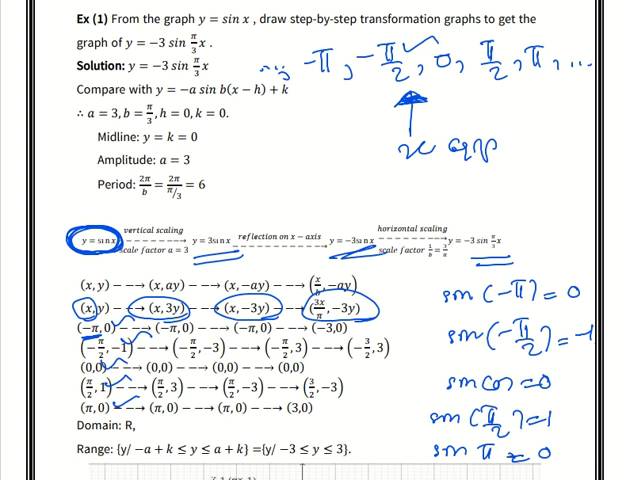 Ex (1) From the graph y = sin x , draw step-by-step transformation graphs to get the
graph of y = −3 sin π/3 x .
Solution: y = −3 sin π/3 x
... -π, -π/2, 0, π/2, π, ...
Compare with y = −a sin b(x − h) + k
∴ a = 3, b = π/3, h = 0, k = 0.
Midline: y = k = 0
Amplitude: a = 3
Period: 2π/b = 2π/(π/3) = 6
y = sin x vertical scaling −−−−−→ scale factor a = 3 y = 3sin x reflection on x − axis −−−−−→ y = −3sin x horizontal scaling −−−−−→ scale factor 1/b = 3/π y = −3 sin π/3 x
(x, y) − −→ (x, ay) − −→ (x, −ay) − −→ (x/b, −ay)
(x, y) − −→ (x, 3y) − −→ (x, −3y) − −→ (3x/π, −3y)
sin (-π) = 0
(−π, 0) − −→ (−π, 0) − −→ (−π, 0) − −→ (−3,0)
(−π/2, −1) − −→ (−π/2, −3) − −→ (−π/2, 3) − −→ (−3/2, 3)
sin (-π/2) = -1
(0,0) − −→ (0,0) − −→ (0,0) − −→ (0,0)
sin (0) = 0
(π/2, 1) − −→ (π/2, 3) − −→ (π/2, −3) − −→ (3/2, −3)
(π, 0) − −→ (π, 0) − −→ (π, 0) − −→ (3,0)
sin (π/2) = 1
Domain: R,
Range: {y/ −a + k ≤ y ≤ a + k} ={y/ −3 ≤ y ≤ 3}.
sin π = 0